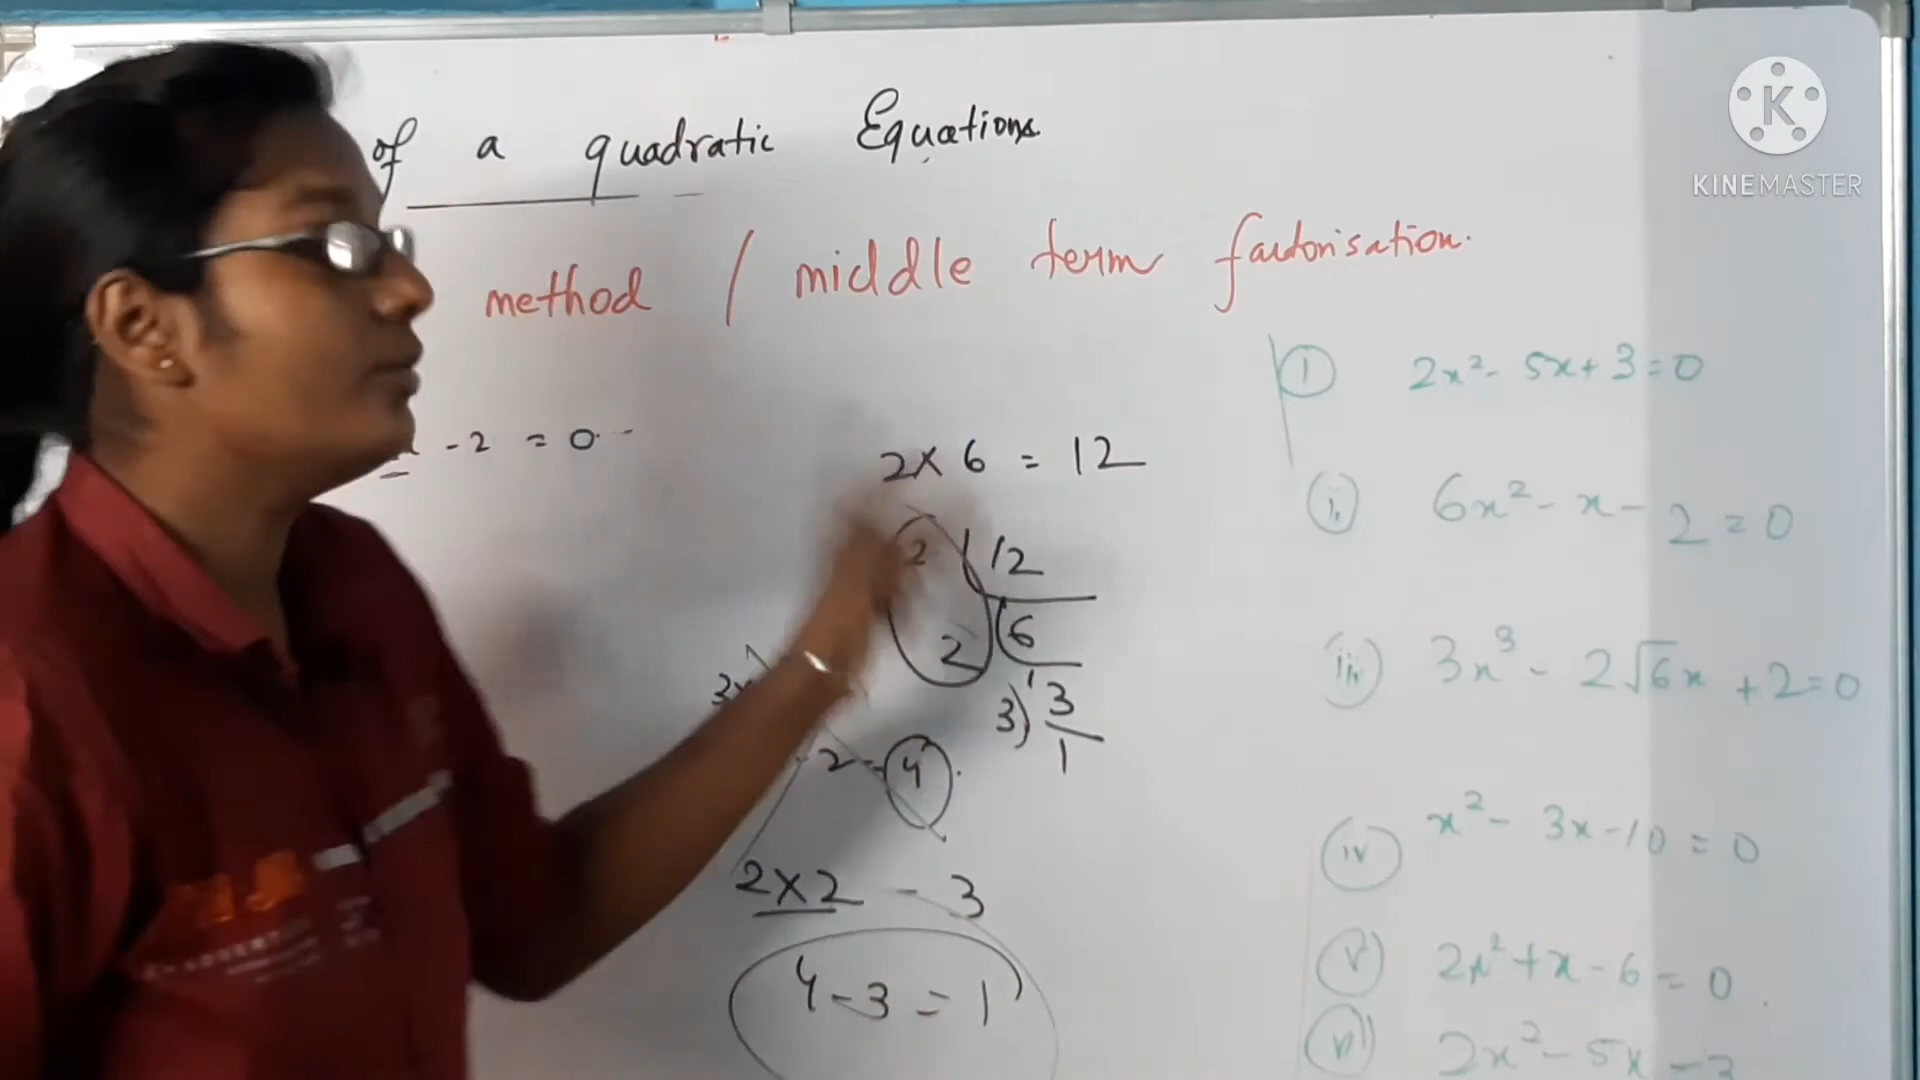 of a quadratic Equations
method / middle term factorisation.
- 2 = 0
2 x 6 = 12
2 12
2 6
3) 3
1
- 2 = 4
2x2 - 3
4 - 3 = 1
i 2x² - 5x + 3 = 0
ii 6x² - x - 2 = 0
iii 3x³ - 2√6x + 2 = 0
iv x² - 3x - 10 = 0
v 2x² + x - 6 = 0
vi 2x² - 5x - 3
KINEMASTER